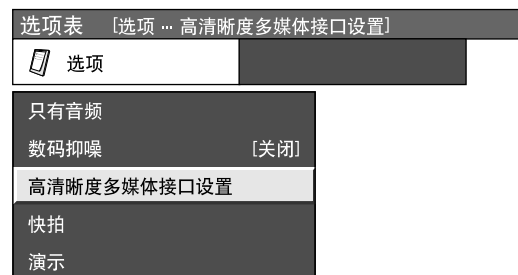 选项表 [选项 … 高清晰度多媒体接口设置]
选项
只有音频
数码抑噪 [关闭]
高清晰度多媒体接口设置
快拍
演示